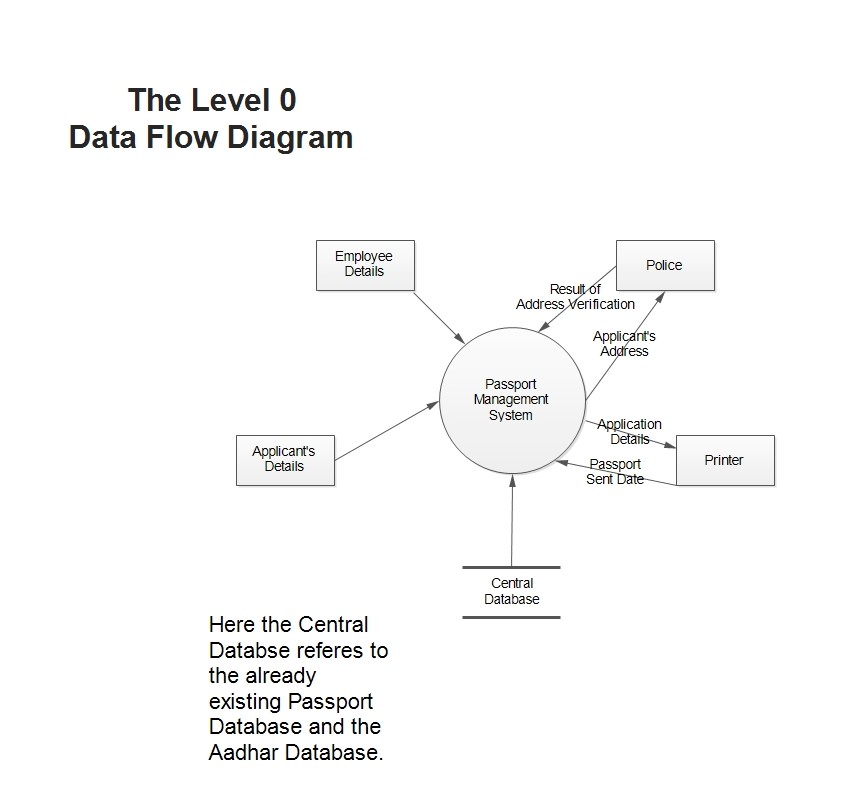 The Level 0
Data Flow Diagram
Employee
Details
Police
Result of
Address Verification
Applicant's
Address
Passport
Management
System
Application
Details
Applicant's
Details
Printer
Passport
Sent Date
Central
Database
Here the Central
Databse referes to
the already
existing Passport
Database and the
Aadhar Database.